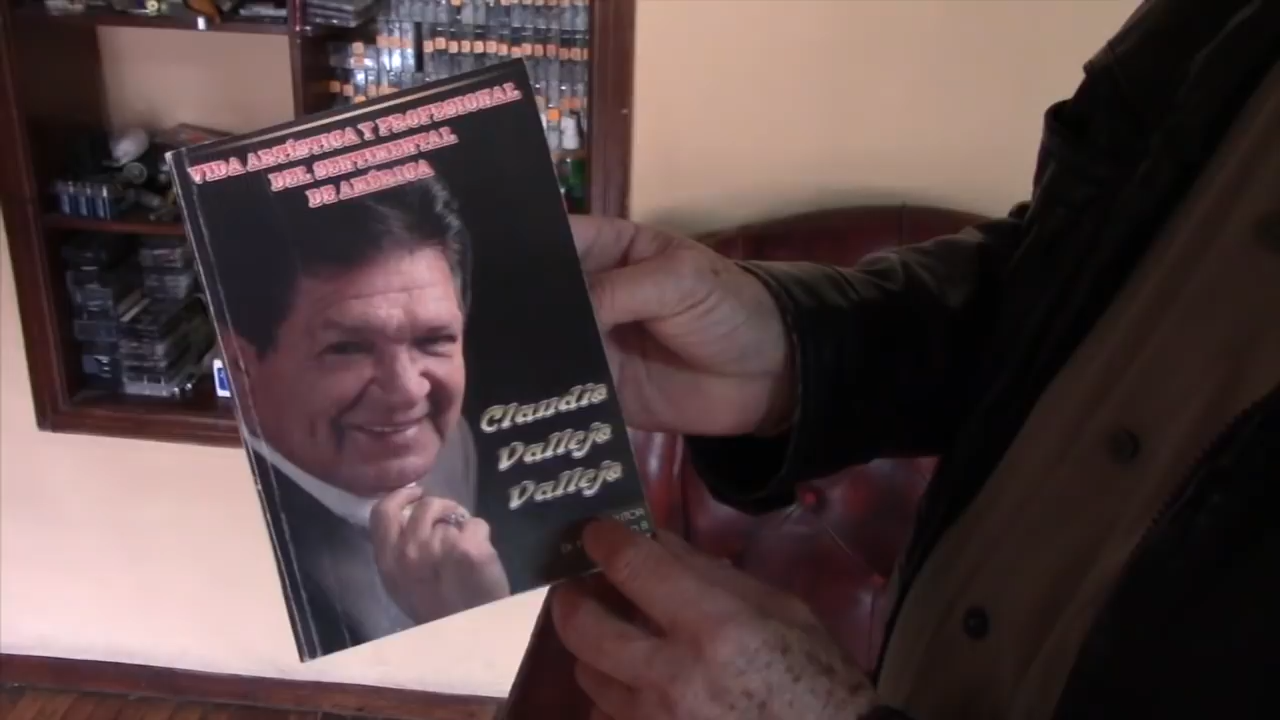 VIDA ARTÍSTICA Y PROFESIONAL
DEL SENTIMENTAL
DE AMÉRICA
Claudio
Vallejo
Vallejo